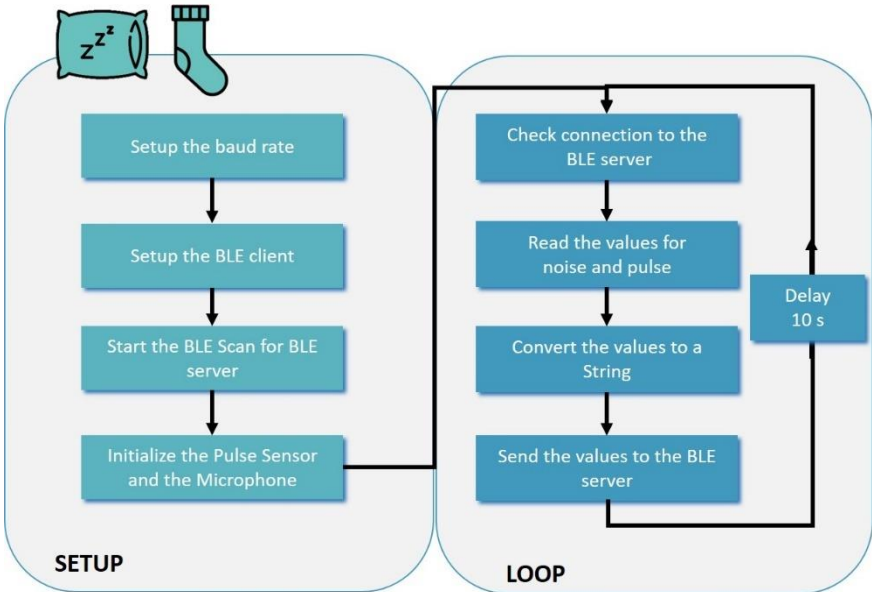 zzz
Setup the baud rate
Setup the BLE client
Start the BLE Scan for BLE
server
Initialize the Pulse Sensor
and the Microphone
SETUP
Check connection to the
BLE server
Read the values for
noise and pulse
Convert the values to a
String
Send the values to the BLE
server
Delay
10 s
LOOP